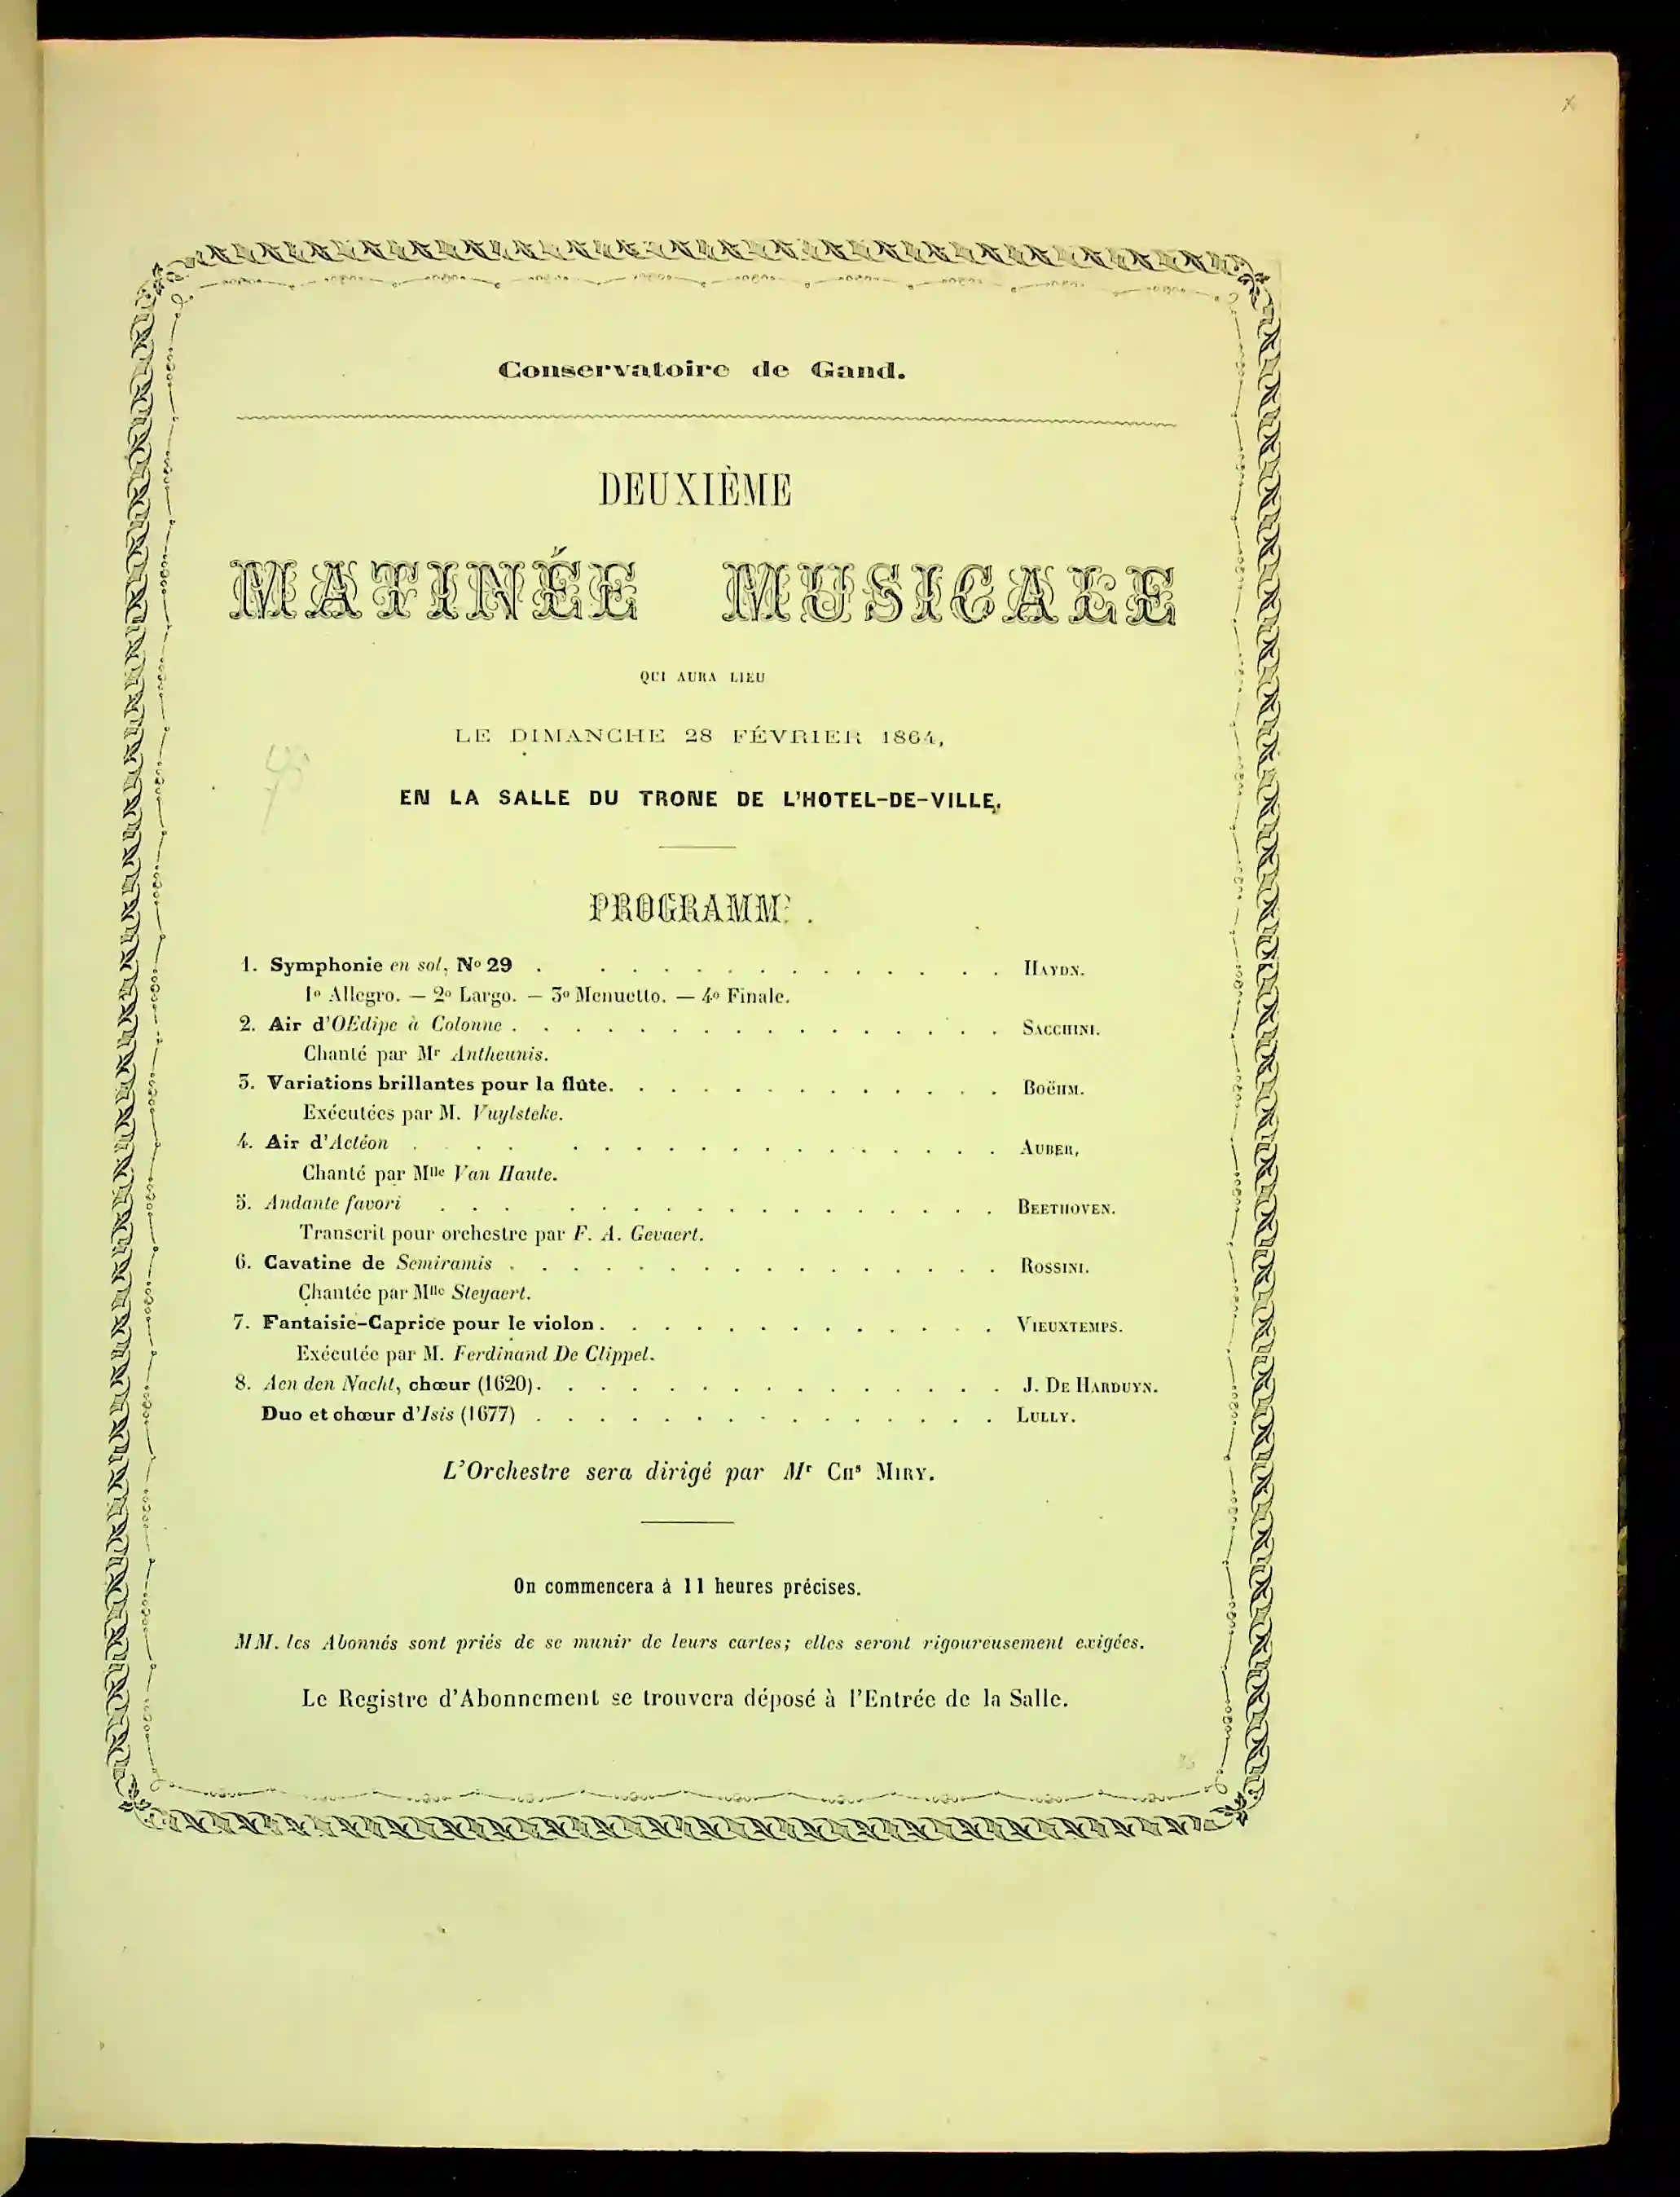 Conservatoire de Gand.
DEUXIÈME
MATINÉE MUSICALE
QUI AURA LIEU
LE DIMANCHE 28 FÉVRIER 1864,
EN LA SALLE DU TRONE DE L'HOTEL-DE-VILLE.
PROGRAMM .
1. Symphonie en sol, Nº 29 . . . . . . . . . . . . . . HAYDN.
1º Allegro. — 2º Largo. — 3º Menuetto. — 4º Finale.
2. Air d'OEdipe à Colonne . . . . . . . . . . . . . . . . SACCHINI.
Chanté par Mr Antheunis.
3. Variations brillantes pour la flûte. . . . . . . . . . . . . BOËHM.
Exécutées par M. Vuylsteke.
4. Air d'Actéon . . . . . . . . . . . . . . . . . . AUBER,
Chanté par Mlle Van Haute.
5. Andante favori . . . . . . . . . . . . . . . . . BEETHOVEN.
Transcrit pour orchestre par F. A. Gevaert.
6. Cavatine de Semiramis . . . . . . . . . . . . . . . . ROSSINI.
Chantée par Mlle Steyaert.
7. Fantaisie-Caprice pour le violon . . . . . . . . . . . . . VIEUXTEMPS.
Exécutée par M. Ferdinand De Clippel.
8. Aen den Nacht, chœur (1620) . . . . . . . . . . . . . . . J. DE HARDUYN.
Duo et chœur d'Isis (1677) . . . . . . . . . . . . . . . LULLY.
L'Orchestre sera dirigé par Mr CHs MIRY.
On commencera à 11 heures précises.
MM. les Abonnés sont priés de se munir de leurs cartes; elles seront rigoureusement exigées.
Le Registre d'Abonnement se trouvera déposé à l'Entrée de la Salle.